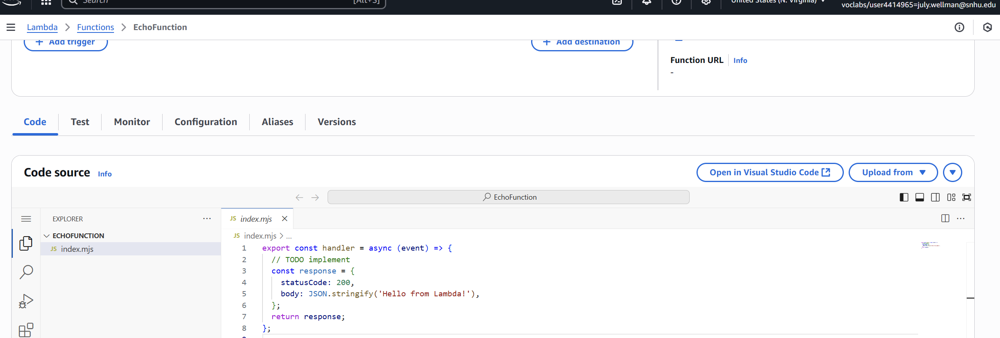 Search [Alt+S] United States (N. Virginia)
voclabs/user4414965=july.wellman@snhu.edu
Lambda > Functions > EchoFunction
+ Add trigger
+ Add destination
Function URL Info
-
Code Test Monitor Configuration Aliases Versions
Code source Info
Open in Visual Studio Code Upload from
EchoFunction
EXPLORER ...
JS index.mjs
ECHOFUNCTION
JS index.mjs
JS index.mjs > ...
1 export const handler = async (event) => {
2 // TODO implement
3 const response = {
4 statusCode: 200,
5 body: JSON.stringify('Hello from Lambda!'),
6 };
7 return response;
8 };